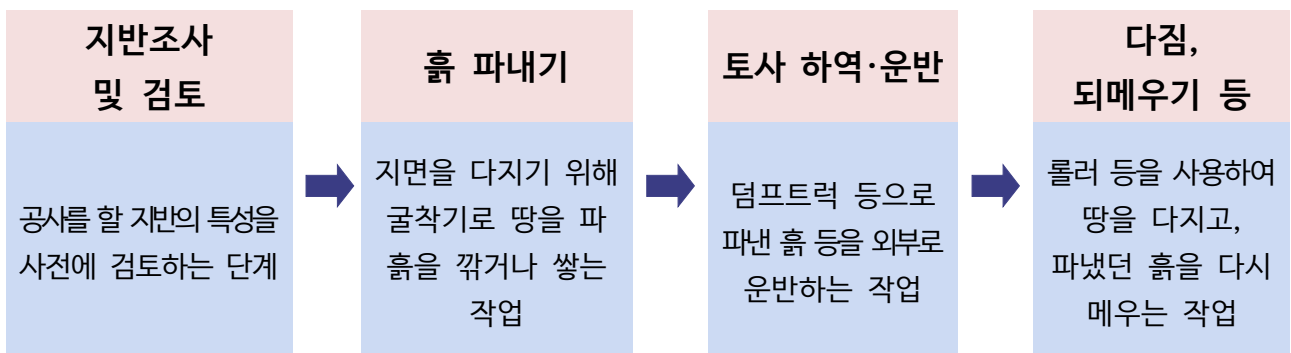 지반조사
및 검토
공사를 할 지반의 특성을
사전에 검토하는 단계
흙 파내기
지면을 다지기 위해
굴착기로 땅을 파
흙을 깎거나 쌓는
작업
토사 하역·운반
덤프트럭 등으로
파낸 흙 등을 외부로
운반하는 작업
다짐,
되메우기 등
롤러 등을 사용하여
땅을 다지고,
파냈던 흙을 다시
메우는 작업